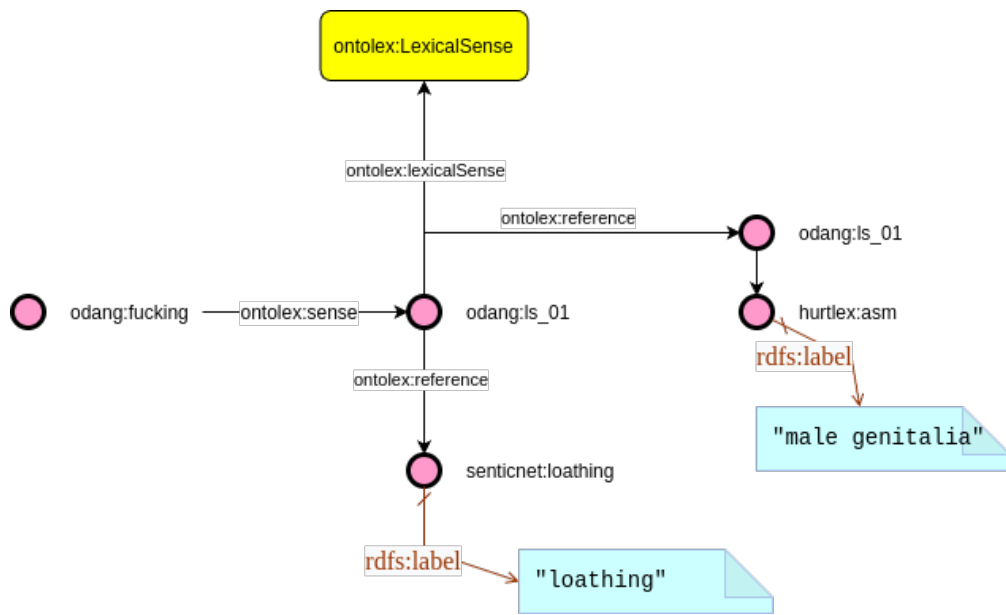 ontolex:LexicalSense
ontolex:lexicalSense
ontolex:reference
odang:ls_01
odang:fucking
ontolex:sense
odang:ls_01
hurtlex:asm
rdfs:label
ontolex:reference
"male genitalia"
senticnet:loathing
rdfs:label
"loathing"